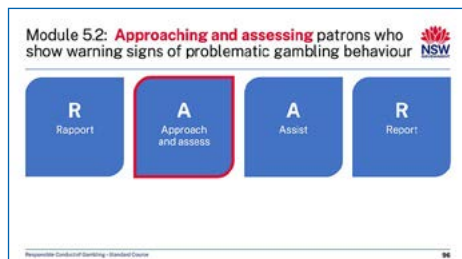 Module 5.2: Approaching and assessing patrons who
show warning signs of problematic gambling behaviour
NSW
GOVERNMENT
R
Rapport
A
Approach
and assess
A
Assist
R
Report
Responsible Conduct of Gambling – Standard Course
96